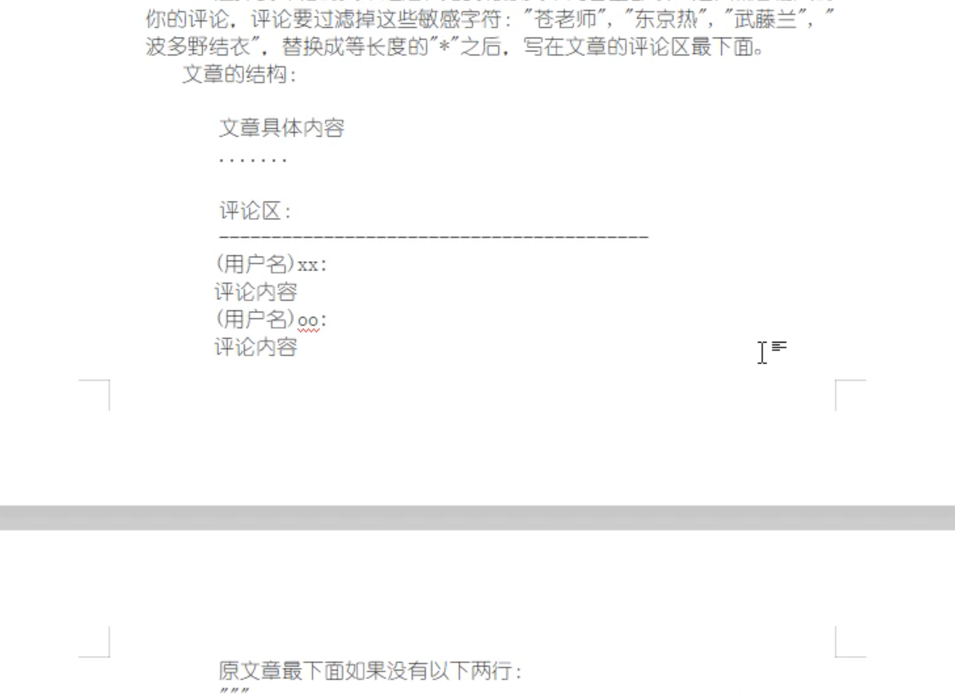 你的评论, 评论要过滤掉这些敏感字符: "苍老师", "东京热", "武藤兰", "
波多野结衣", 替换成等长度的"*"之后, 写在文章的评论区最下面。
文章的结构:
文章具体内容
.......
评论区:
-----------------------------------------
(用户名)xx:
评论内容
(用户名)oo:
评论内容
原文章最下面如果没有以下两行:
"""